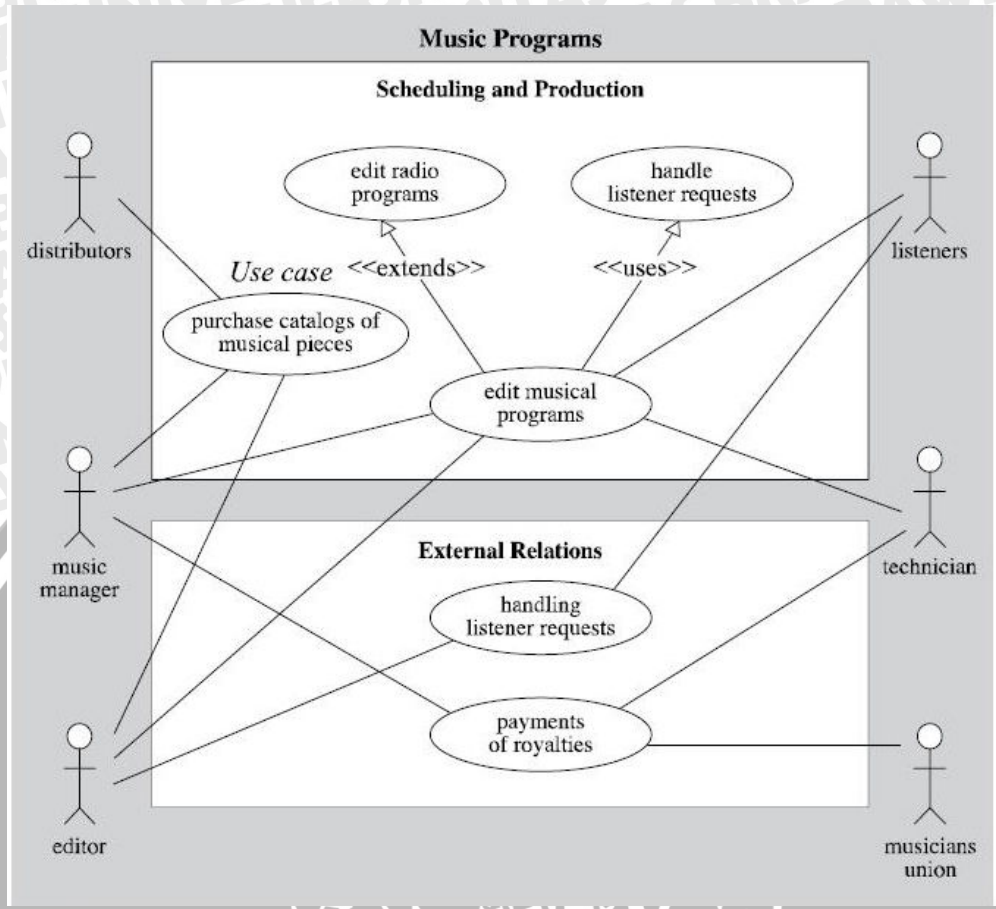 Music Programs
Scheduling and Production
edit radio
programs
handle
listener requests
distributors
listeners
<<extends>>
<<uses>>
Use case
purchase catalogs of
musical pieces
edit musical
programs
music
manager
technician
External Relations
handling
listener requests
payments
of royalties
editor
musicians
union